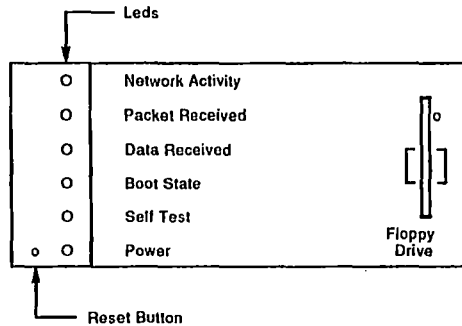 Leds
Network Activity
Packet Received
Data Received
Boot State
Self Test
Power
Floppy
Drive
Reset Button